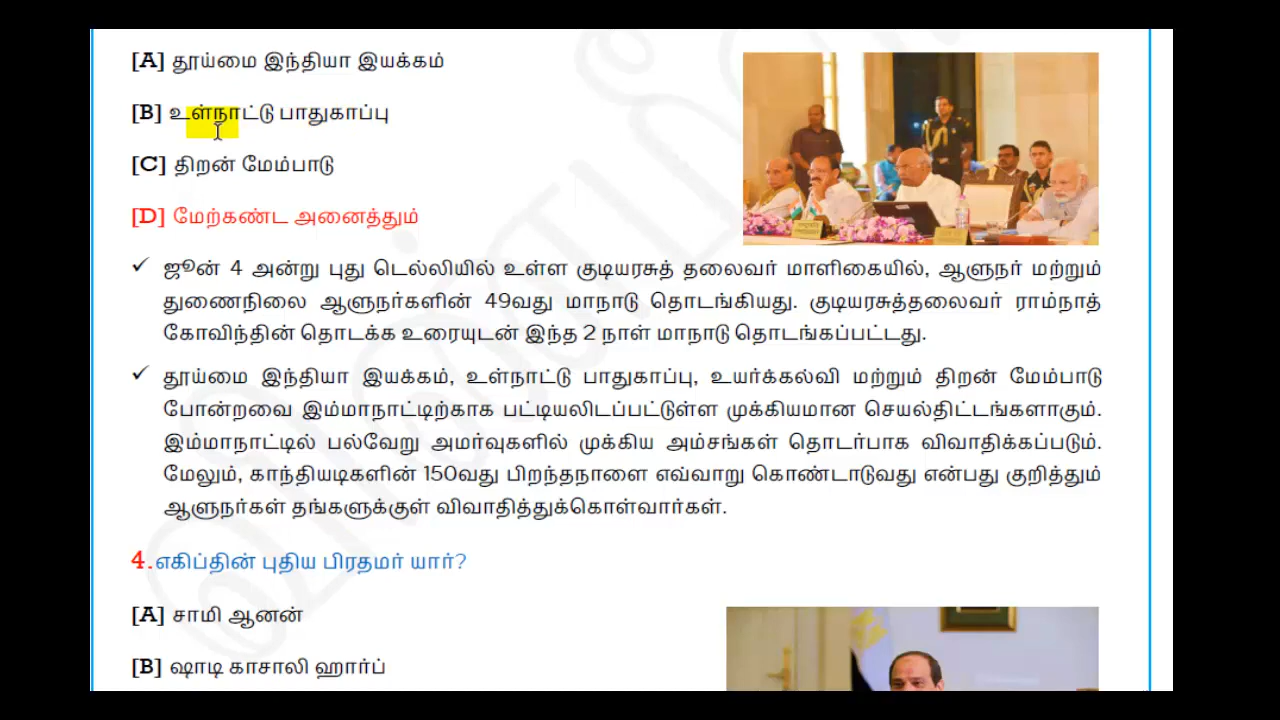 [A] தூய்மை இந்தியா இயக்கம்
[B] உள்நாட்டு பாதுகாப்பு
[C] திறன் மேம்பாடு
[D] மேற்கண்ட அனைத்தும்
✓ ஜூன் 4 அன்று புது டெல்லியில் உள்ள குடியரசுத் தலைவர் மாளிகையில், ஆளுநர் மற்றும்
துணைநிலை ஆளுநர்களின் 49வது மாநாடு தொடங்கியது. குடியரசுத்தலைவர் ராம்நாத்
கோவிந்தின் தொடக்க உரையுடன் இந்த 2 நாள் மாநாடு தொடங்கப்பட்டது.
✓ தூய்மை இந்தியா இயக்கம், உள்நாட்டு பாதுகாப்பு, உயர்க்கல்வி மற்றும் திறன் மேம்பாடு
போன்றவை இம்மாநாட்டிற்காக பட்டியலிடப்பட்டுள்ள முக்கியமான செயல்திட்டங்களாகும்.
இம்மாநாட்டில் பல்வேறு அமர்வுகளில் முக்கிய அம்சங்கள் தொடர்பாக விவாதிக்கப்படும்.
மேலும், காந்தியடிகளின் 150வது பிறந்தநாளை எவ்வாறு கொண்டாடுவது என்பது குறித்தும்
ஆளுநர்கள் தங்களுக்குள் விவாதித்துக்கொள்வார்கள்.
4.எகிப்தின் புதிய பிரதமர் யார்?
[A] சாமி ஆனன்
[B] ஷாடி காசாலி ஹார்ப்